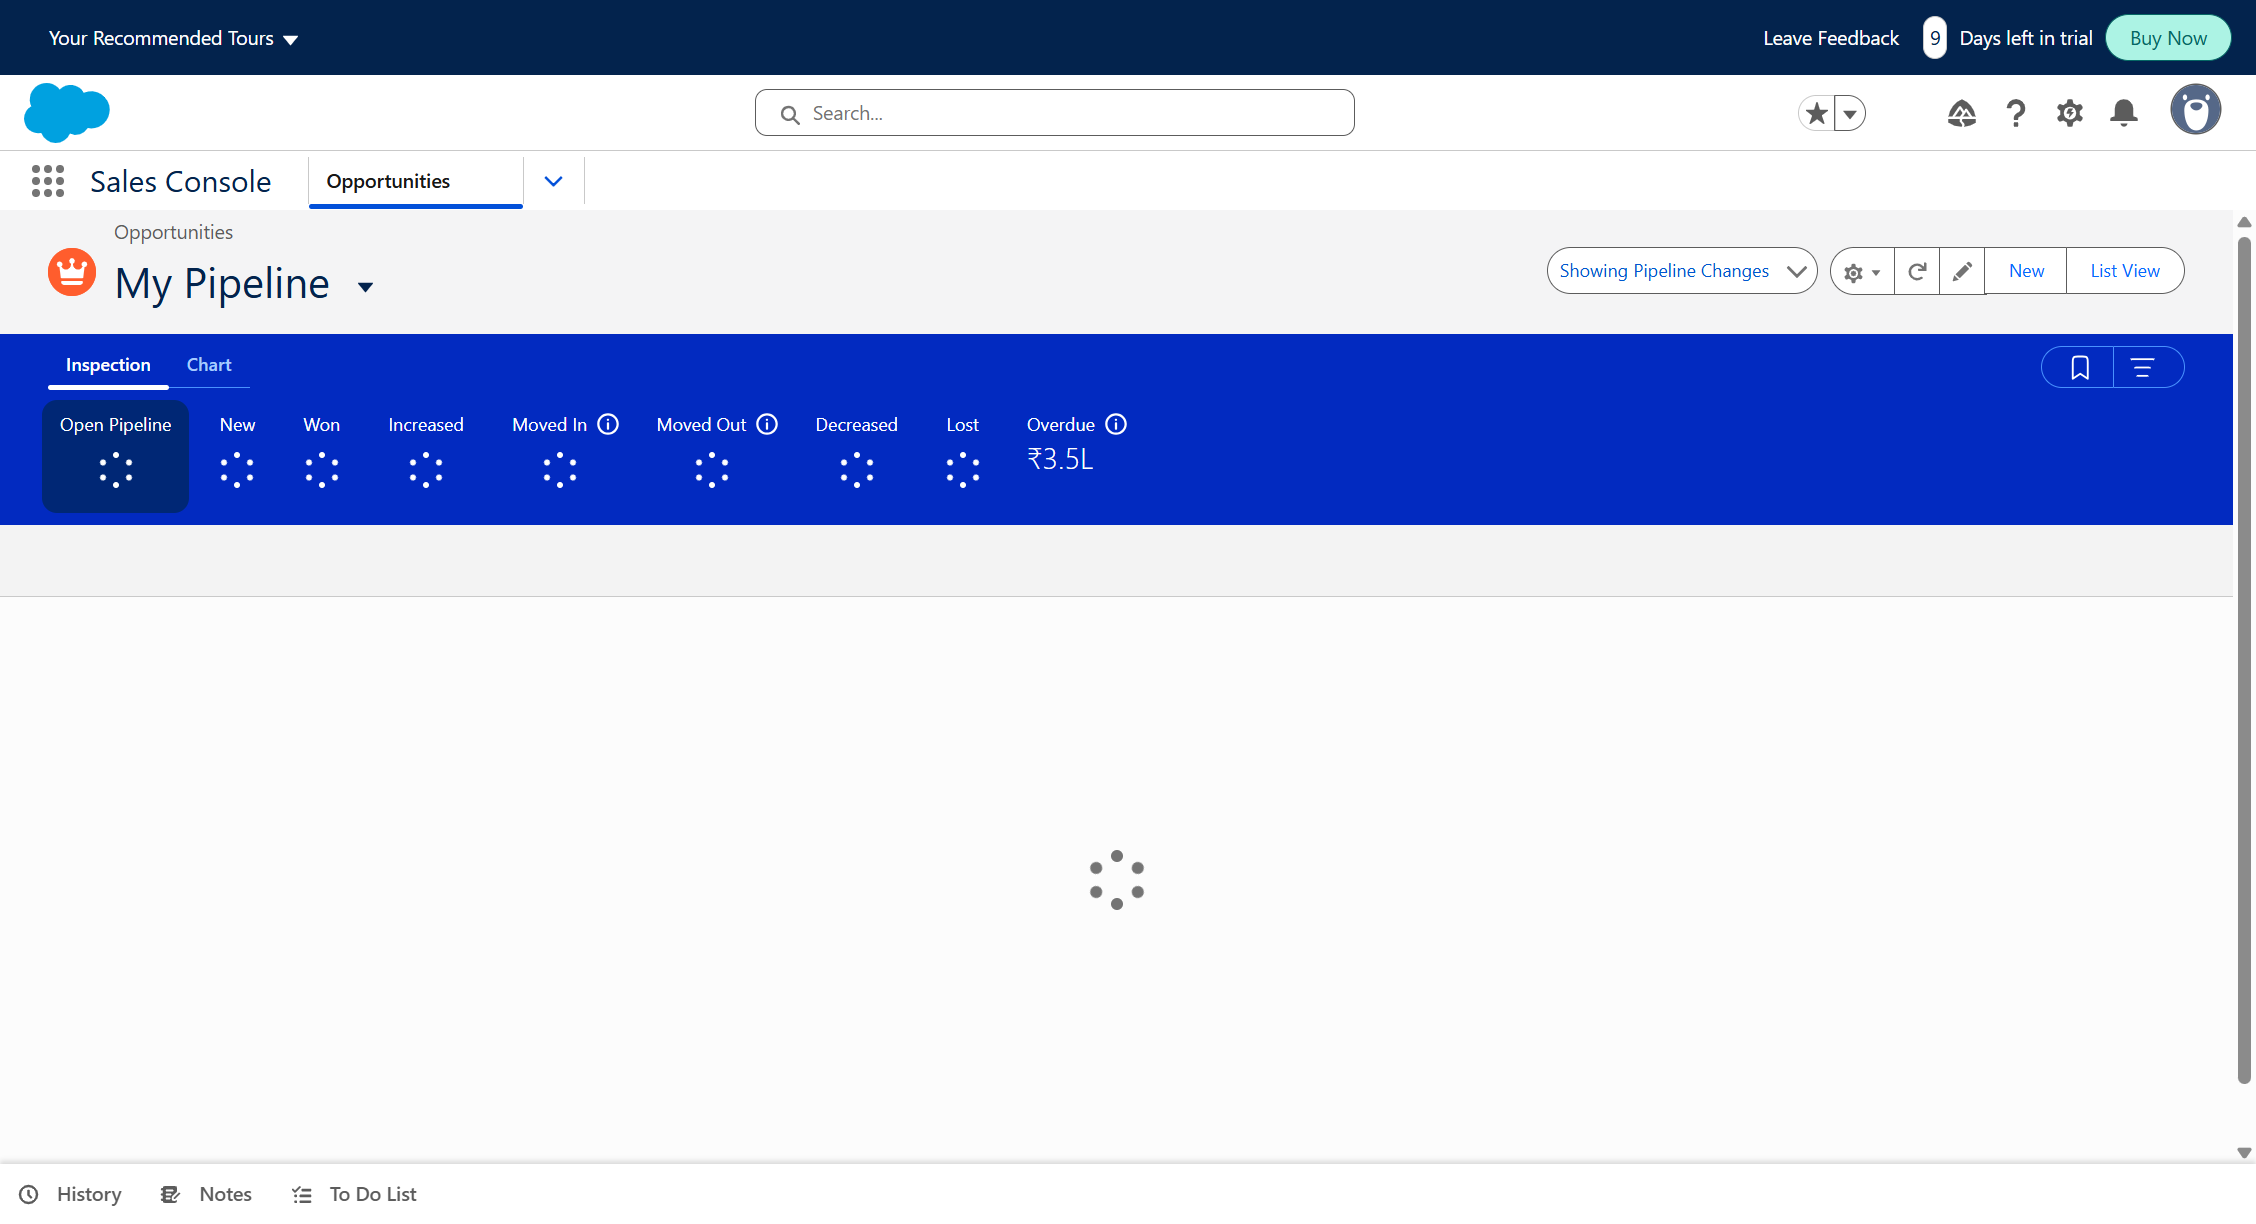 Your Recommended Tours
Leave Feedback 9 Days left in trial Buy Now
Search...
Sales Console Opportunities
Opportunities
My Pipeline
Showing Pipeline Changes New List View
Inspection Chart
Open Pipeline New Won Increased Moved In Moved Out Decreased Lost Overdue
₹3.5L
History Notes To Do List